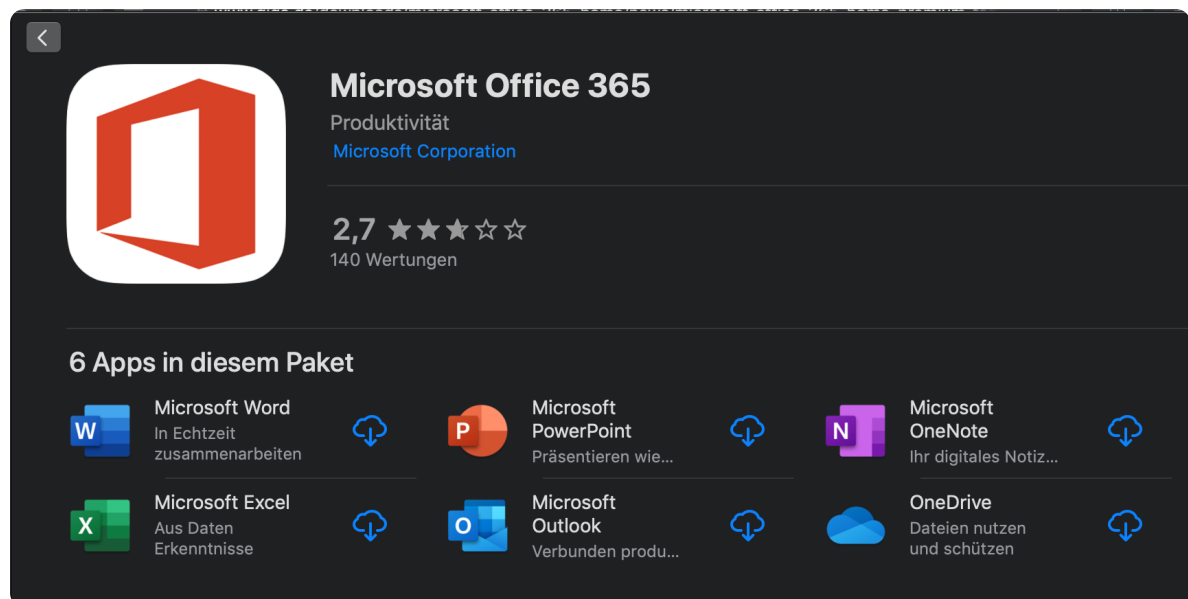 Microsoft Office 365
Produktivität
Microsoft Corporation
2,7
140 Wertungen
6 Apps in diesem Paket
W
Microsoft Word
In Echtzeit
zusammenarbeiten
P
Microsoft
PowerPoint
Präsentieren wie...
N
Microsoft
OneNote
Ihr digitales Notiz...
X
Microsoft Excel
Aus Daten
Erkenntnisse
O
Microsoft
Outlook
Verbunden produ...
OneDrive
Dateien nutzen
und schützen